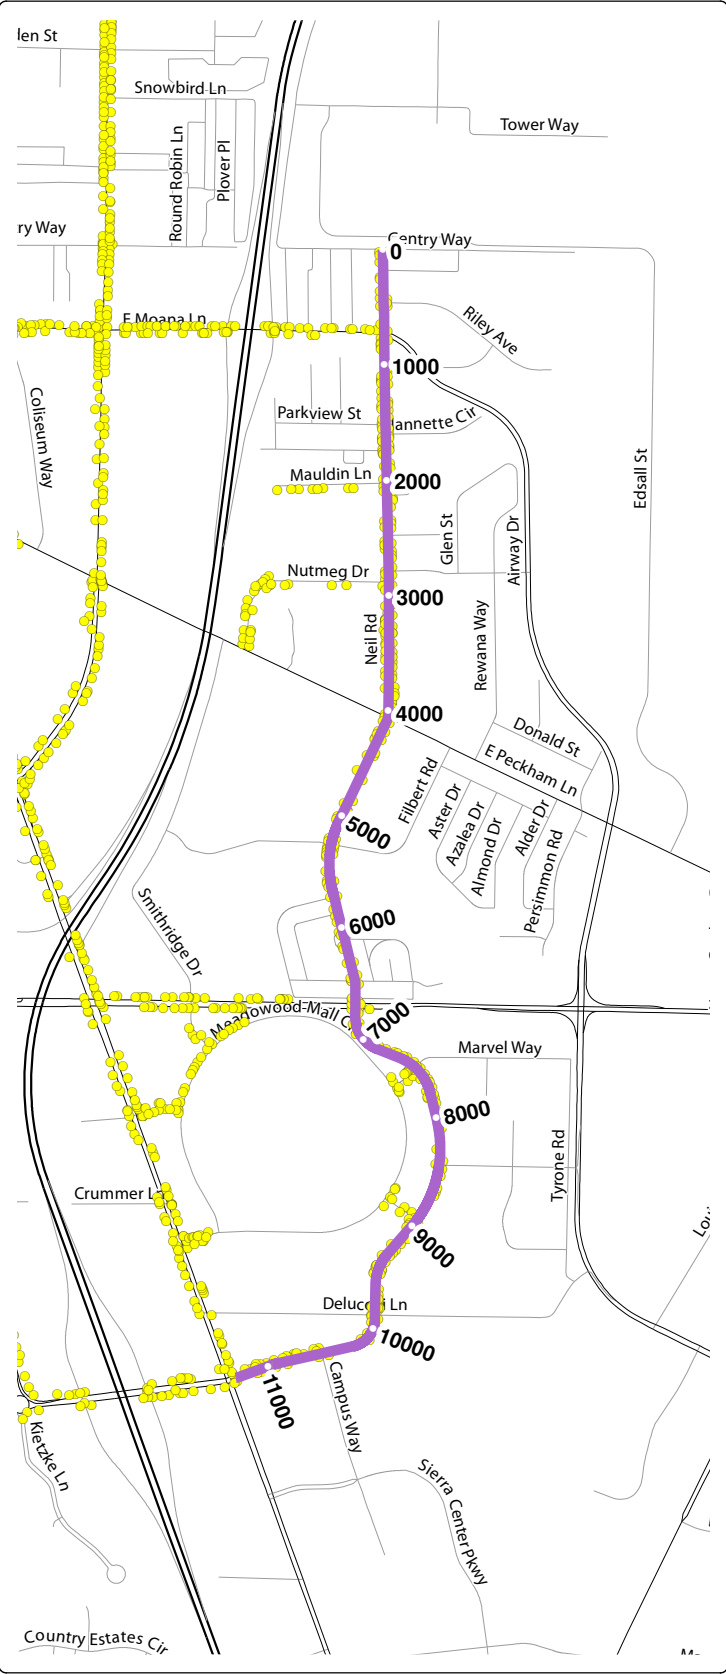 len St
Snowbird Ln
Tower Way
Round Robin Ln
Plover Pl
ry Way
Gentry Way
0
E Moana Ln
Riley Ave
1000
Coliseum Way
Parkview St
annette Cir
Mauldin Ln
2000
Edsall St
Glen St
Airway Dr
Nutmeg Dr
3000
Neil Rd
Rewana Way
4000
Donald St
E Peckham Ln
Filbert Rd
Aster Dr
Azalea Dr
Almond Dr
Alder Dr
Persimmon Rd
5000
6000
Smithridge Dr
Meadowood-Mall C
7000
Marvel Way
8000
Tyrone Rd
Crummer Ln
9000
Lou
Delucchi Ln
10000
11000
Campus Way
Kietzke Ln
Sierra Center Pkwy
Country Estates Cir